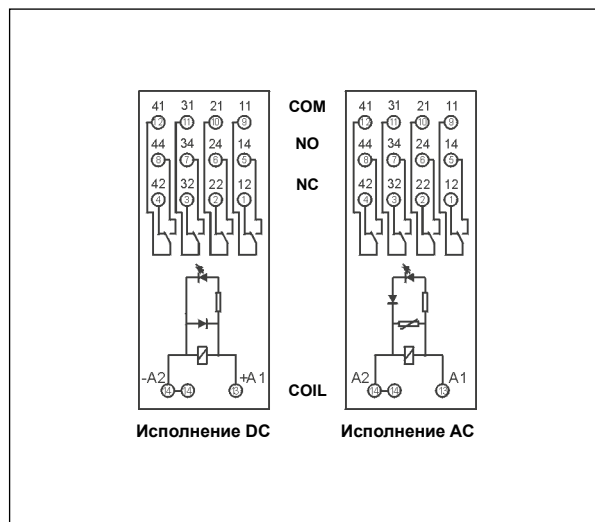 41 31 21 11 COM 41 31 21 11
12 11 10 9 12 11 10 9
44 34 24 14 NO 44 34 24 14
8 7 6 5 8 7 6 5
42 32 22 12 NC 42 32 22 12
4 3 2 1 4 3 2 1
-A2 +A1 COIL A2 A1
14 14 13 14 14 13
Исполнение DC Исполнение AC